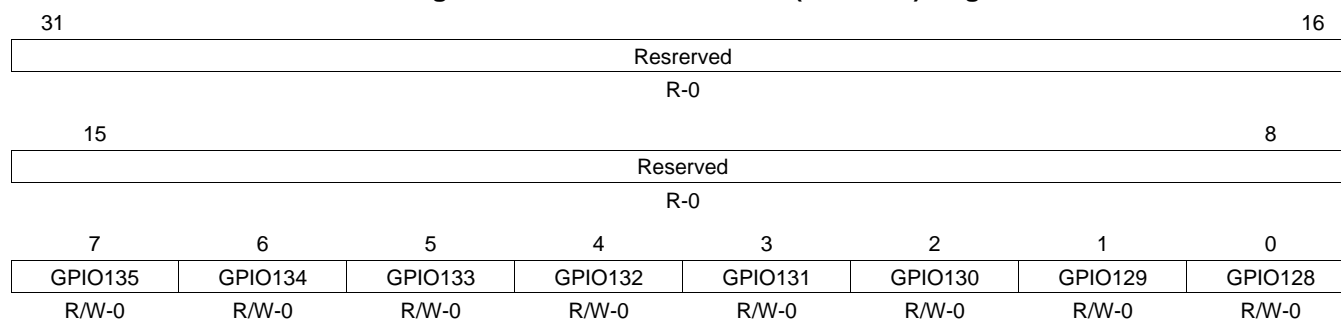 31 16
Resrerved
R-0
15 8
Reserved
R-0
7 6 5 4 3 2 1 0
GPIO135 GPIO134 GPIO133 GPIO132 GPIO131 GPIO130 GPIO129 GPIO128
R/W-0 R/W-0 R/W-0 R/W-0 R/W-0 R/W-0 R/W-0 R/W-0